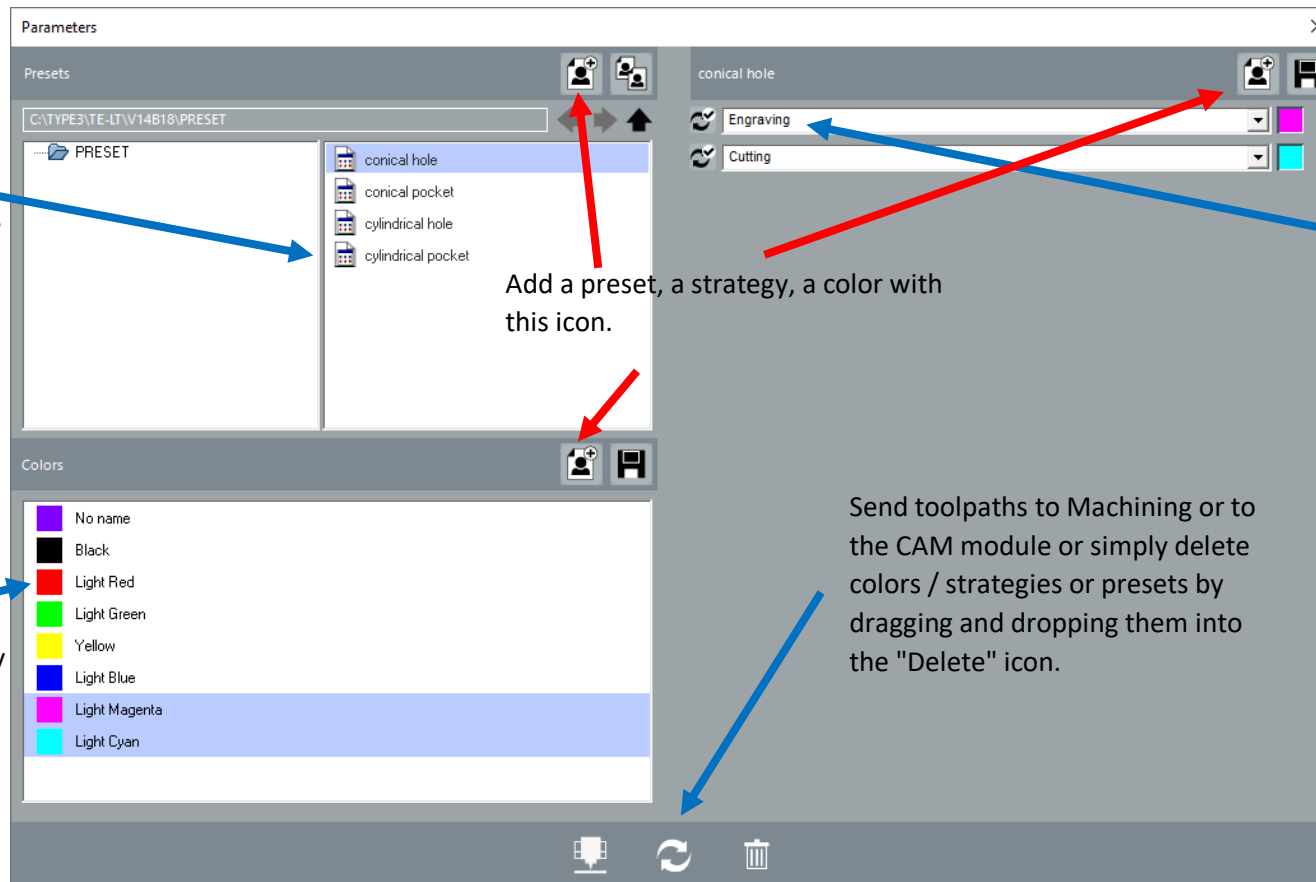 Parameters
Presets
C:\TYPE3\TE-LT\V14B18\PRESET
PRESET
conical hole
conical pocket
cylindrical hole
cylindrical pocket
conical hole
Engraving
Cutting
Add a preset, a strategy, a color with
this icon.
Colors
No name
Black
Light Red
Light Green
Yellow
Light Blue
Light Magenta
Light Cyan
Send toolpaths to Machining or to
the CAM module or simply delete
colors / strategies or presets by
dragging and dropping them into
the "Delete" icon.